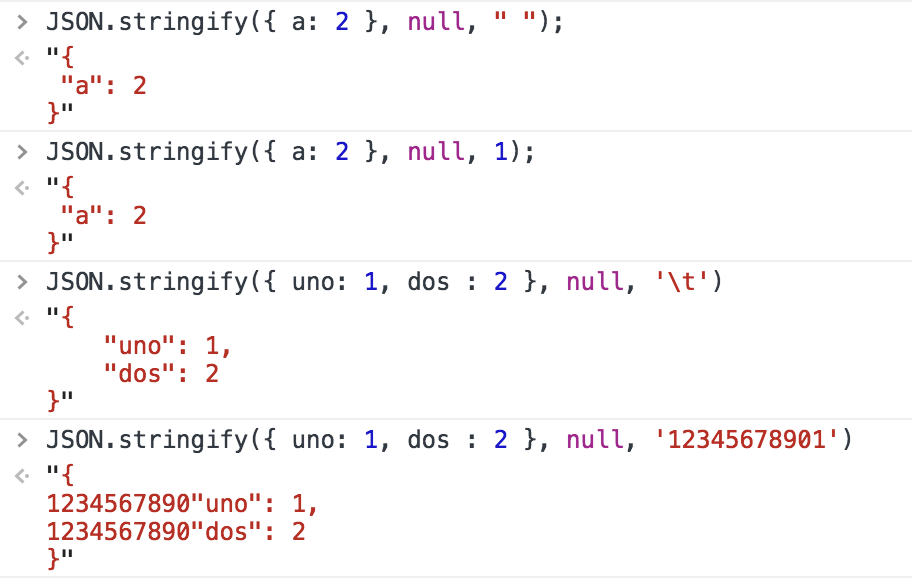 > JSON.stringify({ a: 2 }, null, " ");
<· "{
 "a": 2
}"
> JSON.stringify({ a: 2 }, null, 1);
<· "{
 "a": 2
}"
> JSON.stringify({ uno: 1, dos : 2 }, null, '\t')
<· "{
    "uno": 1,
    "dos": 2
}"
> JSON.stringify({ uno: 1, dos : 2 }, null, '12345678901')
<· "{
1234567890"uno": 1,
1234567890"dos": 2
}"